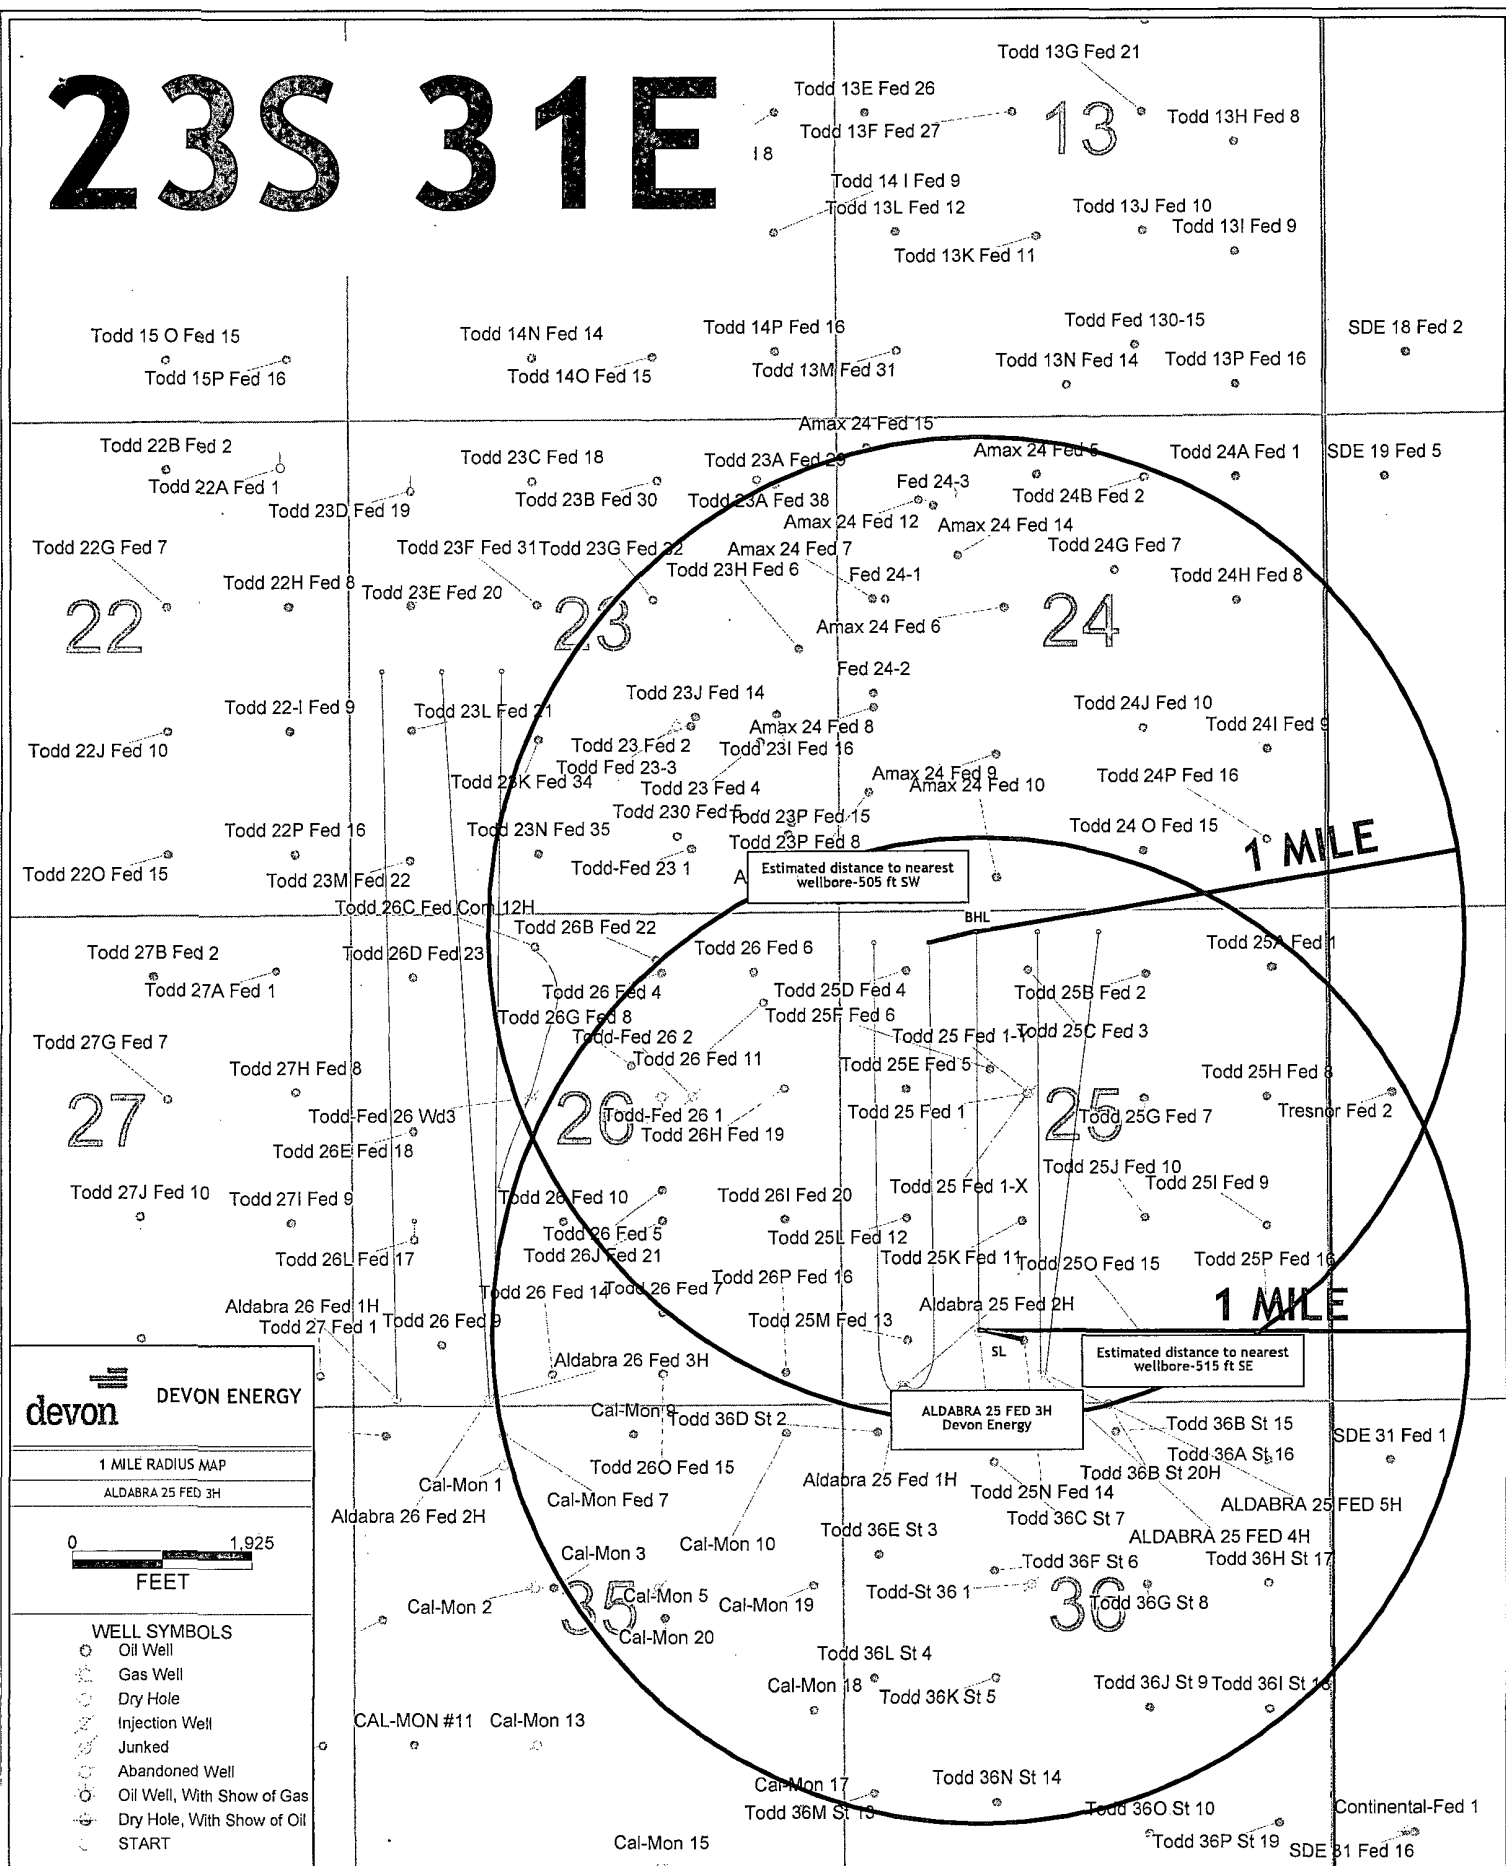 23S 31E
Todd 13G Fed 21
Todd 13E Fed 26
13
Todd 13H Fed 8
Todd 13F Fed 27
18
Todd 14 I Fed 9
Todd 13L Fed 12
Todd 13J Fed 10
Todd 13I Fed 9
Todd 13K Fed 11
Todd 15 O Fed 15
Todd 14N Fed 14
Todd 14P Fed 16
Todd Fed 130-15
SDE 18 Fed 2
Todd 15P Fed 16
Todd 14O Fed 15
Todd 13M Fed 31
Todd 13N Fed 14
Todd 13P Fed 16
Amax 24 Fed 15
Todd 22B Fed 2
Todd 23C Fed 18
Todd 23A Fed 29
Amax 24 Fed 5
Todd 24A Fed 1
SDE 19 Fed 5
Todd 22A Fed 1
Todd 23B Fed 30
Todd 23A Fed 38
Fed 24-3
Todd 24B Fed 2
Todd 23D Fed 19
Amax 24 Fed 12
Amax 24 Fed 14
Todd 22G Fed 7
Todd 23F Fed 31
Todd 23G Fed 32
Amax 24 Fed 7
Todd 24G Fed 7
Todd 22H Fed 8
Todd 23E Fed 20
Todd 23H Fed 6
Fed 24-1
Todd 24H Fed 8
22
23
24
Amax 24 Fed 6
Fed 24-2
Todd 22-I Fed 9
Todd 23L Fed 21
Todd 23J Fed 14
Todd 24J Fed 10
Todd 22J Fed 10
Todd 23 Fed 2
Amax 24 Fed 8
Todd 24I Fed 9
Todd 23I Fed 16
Todd Fed 23-3
Todd 23K Fed 34
Todd 23 Fed 4
Amax 24 Fed 9
Amax 24 Fed 10
Todd 24P Fed 16
Todd 230 Fed 5
Todd 23P Fed 15
Todd 22P Fed 16
Todd 23N Fed 35
Todd 23P Fed 8
Todd 24 O Fed 15
1 MILE
Todd 22O Fed 15
Todd 23M Fed 22
Todd-Fed 23 1
A
Estimated distance to nearest
wellbore-505 ft SW
Todd 26C Fed Com 12H
BHL
Todd 27B Fed 2
Todd 26D Fed 23
Todd 26B Fed 22
Todd 26 Fed 6
Todd 25A Fed 1
Todd 27A Fed 1
Todd 26 Fed 4
Todd 25D Fed 4
Todd 25B Fed 2
Todd 26G Fed 8
Todd 25F Fed 6
Todd 27G Fed 7
Todd-Fed 26 2
Todd 25 Fed 1-Y
Todd 25C Fed 3
Todd 27H Fed 8
Todd 26 Fed 11
Todd 25E Fed 5
Todd 25H Fed 8
27
Todd-Fed 26 Wd3
26
Todd-Fed 26 1
Todd 25 Fed 1
25
Todd 25G Fed 7
Tresnor Fed 2
Todd 26E Fed 18
Todd 26H Fed 19
Todd 27J Fed 10
Todd 27I Fed 9
Todd 26 Fed 10
Todd 26I Fed 20
Todd 25 Fed 1-X
Todd 25J Fed 10
Todd 25I Fed 9
Todd 26 Fed 5
Todd 25L Fed 12
Todd 26L Fed 17
Todd 26J Fed 21
Todd 25K Fed 11
Todd 25O Fed 15
Todd 25P Fed 16
Todd 26 Fed 14
Todd 26 Fed 7
Todd 26P Fed 16
Aldabra 26 Fed 1H
Aldabra 25 Fed 2H
1 MILE
Todd 27 Fed 1
Todd 26 Fed 9
Todd 25M Fed 13
SL
Estimated distance to nearest
wellbore-515 ft SE
Aldabra 26 Fed 3H
devon
DEVON ENERGY
ALDABRA 25 FED 3H
Devon Energy
Cal-Mon 9
Todd 36D St 2
Todd 36B St 15
SDE 31 Fed 1
1 MILE RADIUS MAP
Todd 26O Fed 15
Todd 36A St 16
ALDABRA 25 FED 3H
Cal-Mon 1
Cal-Mon Fed 7
Aldabra 25 Fed 1H
Todd 36B St 20H
Todd 25N Fed 14
ALDABRA 25 FED 5H
Aldabra 26 Fed 2H
Todd 36C St 7
ALDABRA 25 FED 4H
0 1,925
FEET
Cal-Mon 3
Cal-Mon 10
Todd 36E St 3
Todd 36F St 6
Todd 36H St 17
Cal-Mon 2
35
Cal-Mon 5
Cal-Mon 19
Todd-St 36 1
36
Todd 36G St 8
Cal-Mon 20
WELL SYMBOLS
Oil Well
Gas Well
Dry Hole
Injection Well
Junked
Abandoned Well
Oil Well, With Show of Gas
Dry Hole, With Show of Oil
START
Todd 36L St 4
Cal-Mon 18
Todd 36K St 5
Todd 36J St 9
Todd 36I St 18
CAL-MON #11
Cal-Mon 13
Cal-Mon 17
Todd 36N St 14
Todd 36M St 13
Todd 36O St 10
Continental-Fed 1
Todd 36P St 19
Cal-Mon 15
SDE 31 Fed 16